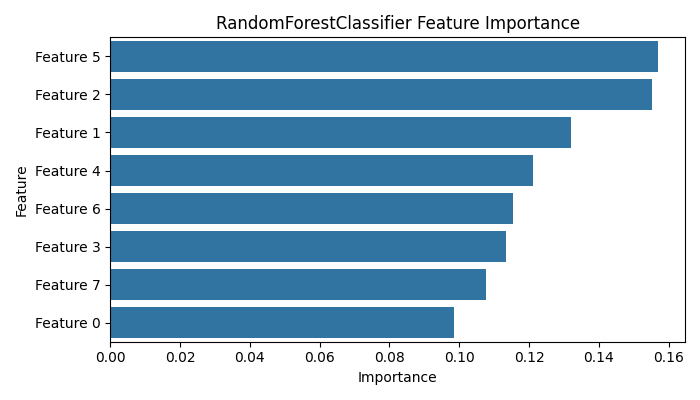 RandomForestClassifier Feature Importance
Feature 5
Feature 2
Feature 1
Feature 4
Feature 6
Feature 3
Feature 7
Feature 0
Feature
0.00 0.02 0.04 0.06 0.08 0.10 0.12 0.14 0.16
Importance